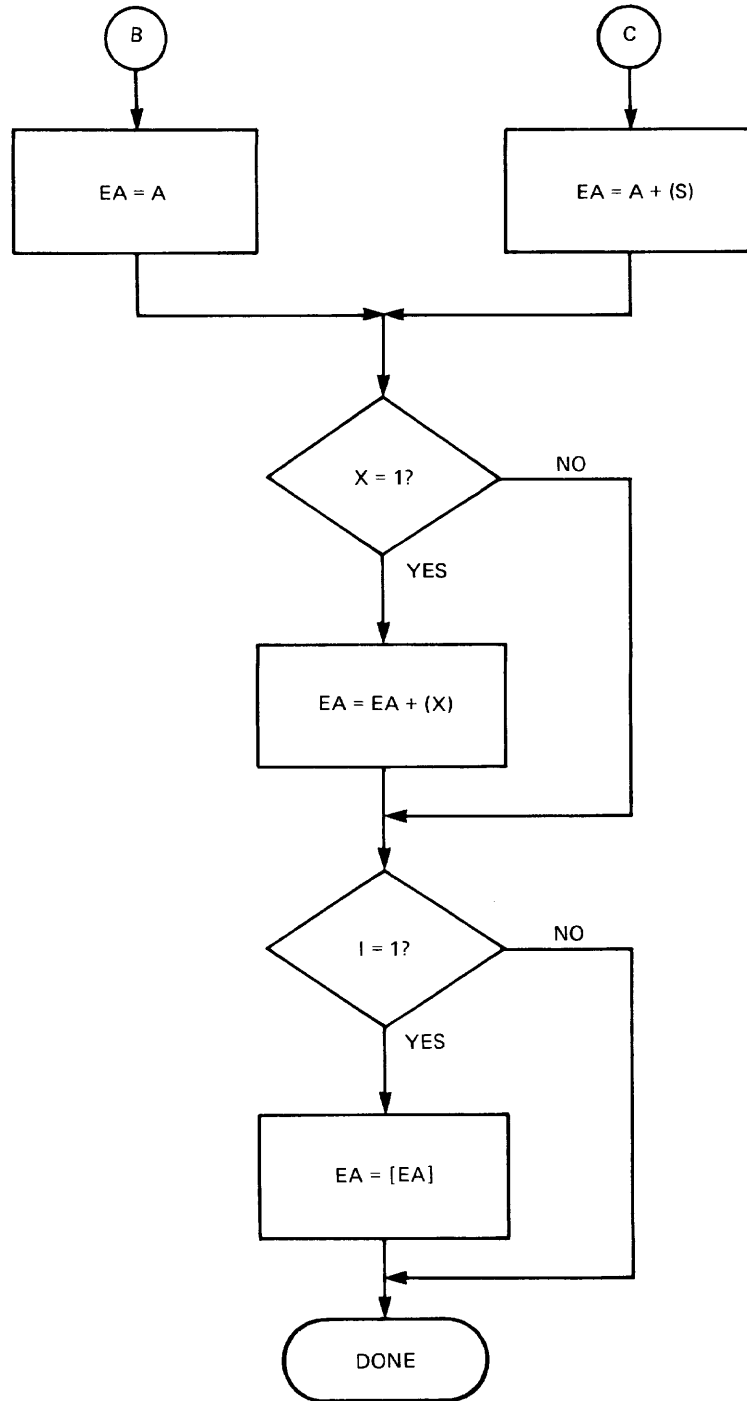 B
C
EA = A
EA = A + (S)
X = 1?
NO
YES
EA = EA + (X)
I = 1?
NO
YES
EA = [EA]
DONE